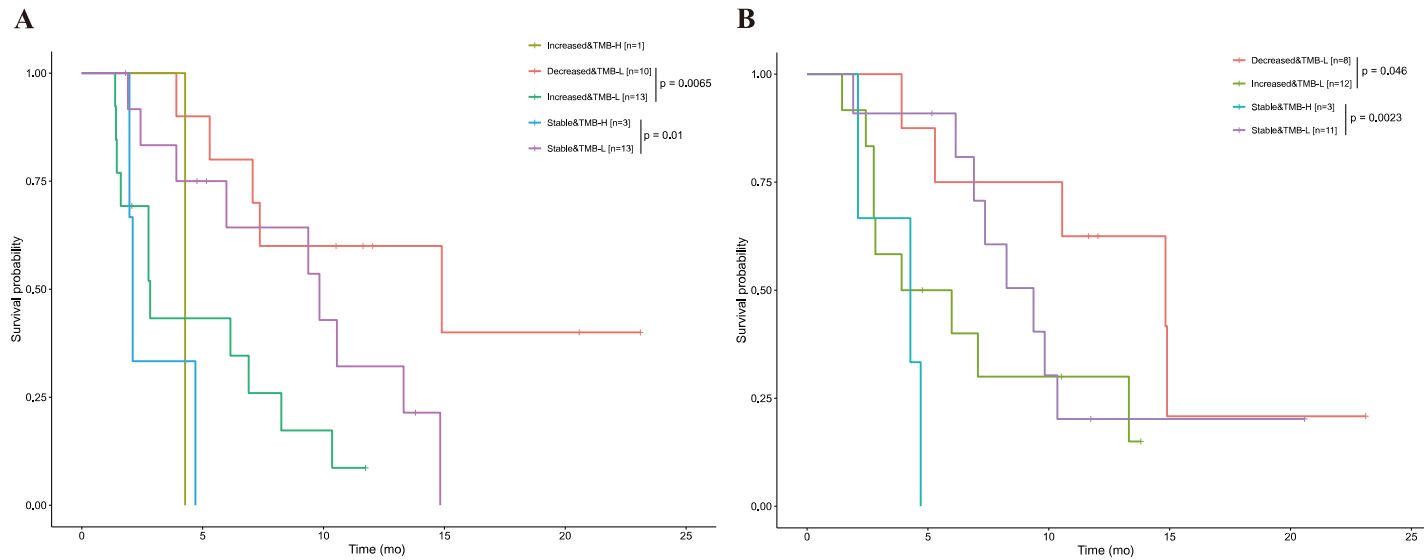 A
Increased&TMB-H [n=1]
Decreased&TMB-L [n=10]
Increased&TMB-L [n=13]
p = 0.0065
Stable&TMB-H [n=3]
Stable&TMB-L [n=13]
p = 0.01
1.00
0.75
0.50
0.25
0.00
Survival probability
0 5 10 15 20 25
Time (mo)
B
Decreased&TMB-L [n=8]
Increased&TMB-L [n=12]
p = 0.046
Stable&TMB-H [n=3]
Stable&TMB-L [n=11]
p = 0.0023
1.00
0.75
0.50
0.25
0.00
Survival probability
0 5 10 15 20 25
Time (mo)